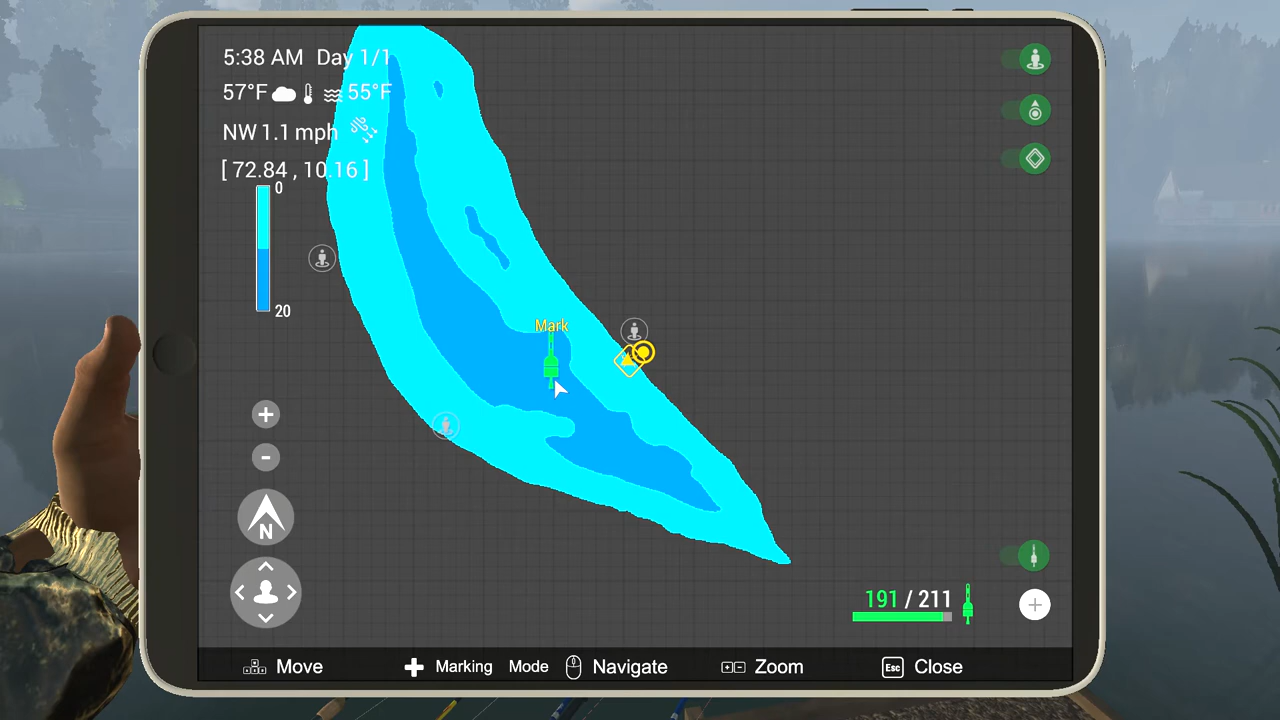 5:38 AM Day 1/1
57°F 55°F
NW 1.1 mph
[ 72.84 , 10.16 ]
0
20
Mark
+
-
N
191 / 211
+
Move Marking Mode Navigate Zoom Esc Close